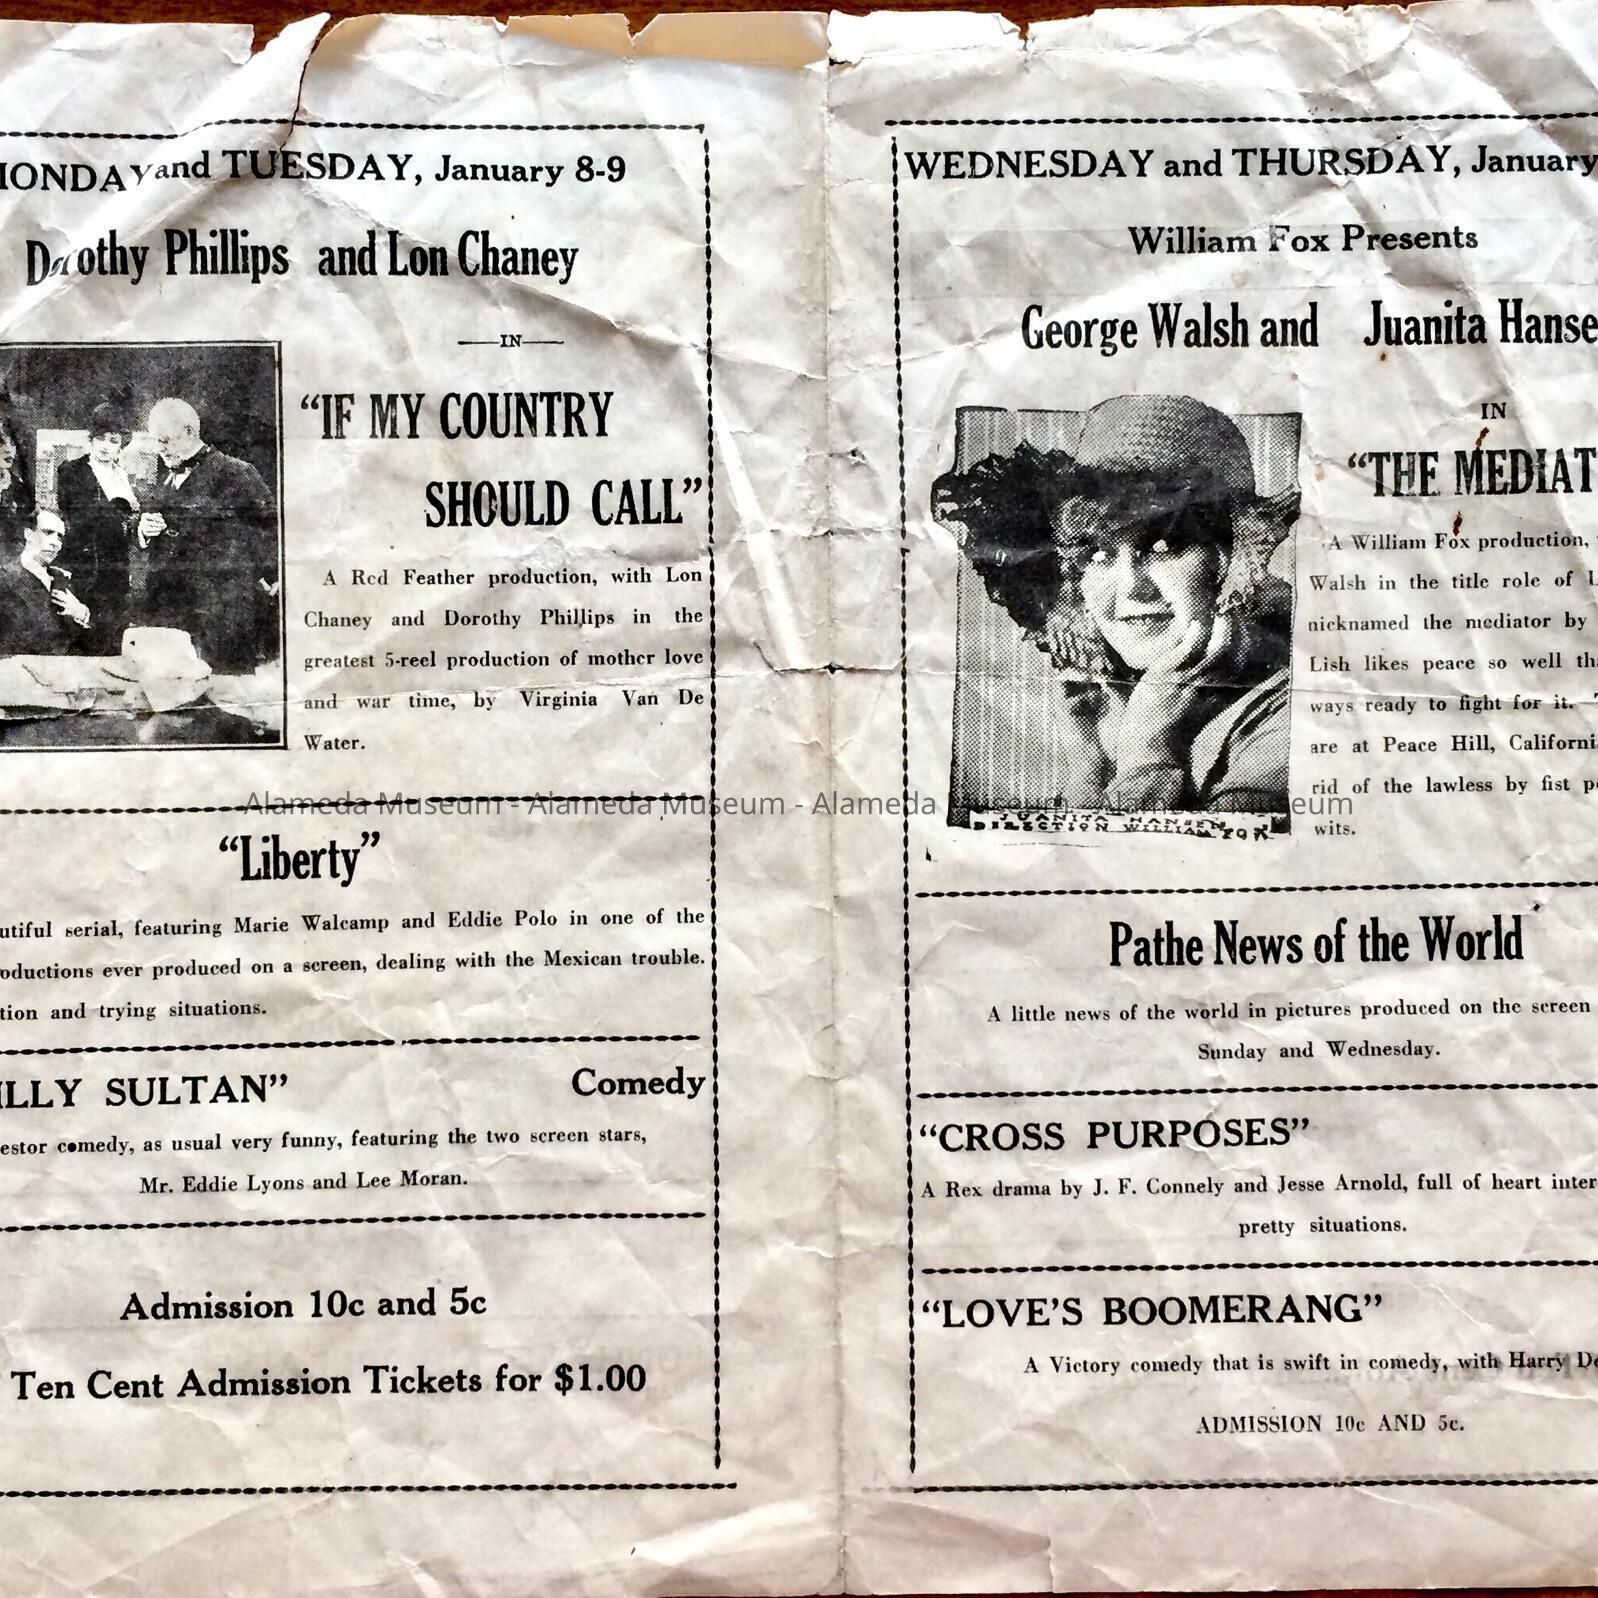 MONDAY and TUESDAY, January 8-9
Dorothy Phillips and Lon Chaney
IN
"IF MY COUNTRY
SHOULD CALL"
A Red Feather production, with Lon
Chaney and Dorothy Phillips in the
greatest 5-reel production of mother love
and war time, by Virginia Van De
Water.
"Liberty"
utiful serial, featuring Marie Walcamp and Eddie Polo in one of the
oductions ever produced on a screen, dealing with the Mexican trouble.
tion and trying situations.
ILLY SULTAN" Comedy
estor comedy, as usual very funny, featuring the two screen stars,
Mr. Eddie Lyons and Lee Moran.
Admission 10c and 5c
Ten Cent Admission Tickets for $1.00
WEDNESDAY and THURSDAY, January
William Fox Presents
George Walsh and Juanita Hanse
IN
"THE MEDIAT
A William Fox production,
Walsh in the title role of L
nicknamed the mediator by
Lish likes peace so well tha
ways ready to fight for it. T
are at Peace Hill, Californi
rid of the lawless by fist p
wits.
JUANITA HANSEN
DIRECTION WILLIAM FOX
Pathe News of the World
A little news of the world in pictures produced on the screen
Sunday and Wednesday.
"CROSS PURPOSES"
A Rex drama by J. F. Connely and Jesse Arnold, full of heart inter
pretty situations.
"LOVE'S BOOMERANG"
A Victory comedy that is swift in comedy, with Harry De
ADMISSION 10c AND 5c.
Alameda Museum - Alameda Museum - Alameda Museum - Alameda Museum